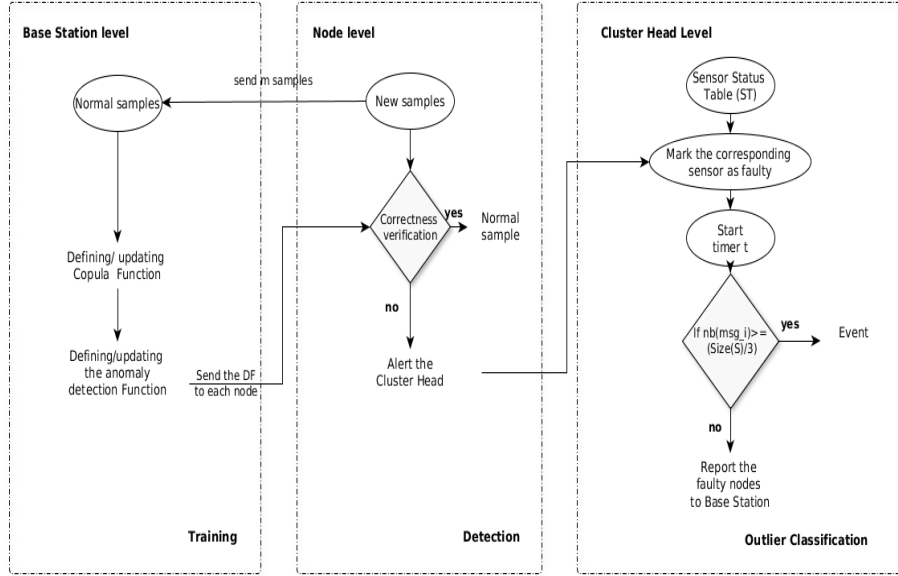 Base Station level
Normal samples
Defining/ updating
Copula Function
Defining/updating
the anomaly
detection Function
Training
send m samples
Send the DF
to each node
Node level
New samples
Correctness
verification
yes
Normal
sample
no
Alert the
Cluster Head
Detection
Cluster Head Level
Sensor Status
Table (ST)
Mark the corresponding
sensor as faulty
Start
timer t
If nb(msg_i)>=
(Size(S)/3)
yes
Event
no
Report the
faulty nodes
to Base Station
Outlier Classification